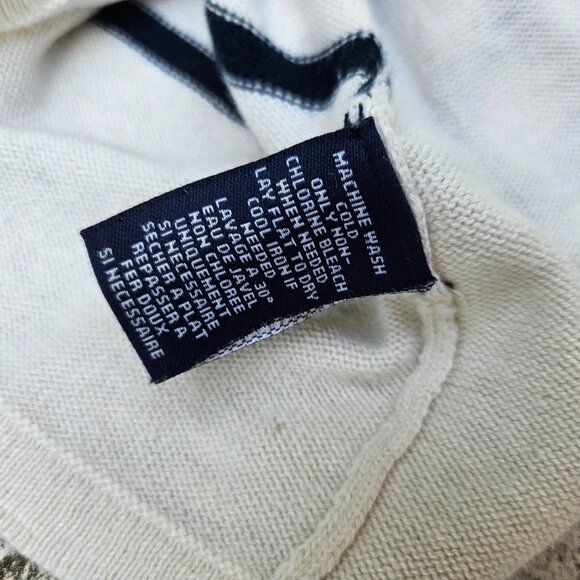 MACHINE WASH
COLD
ONLY NON-
CHLORINE BLEACH
WHEN NEEDED
LAY FLAT TO DRY
COOL IRON IF
NEEDED
LAVAGE A 30°
EAU DE JAVEL
NON CHLOREE
UNIQUEMENT
SI NECESSAIRE
SECHER A PLAT
REPASSER A
FER DOUX
SI NECESSAIRE